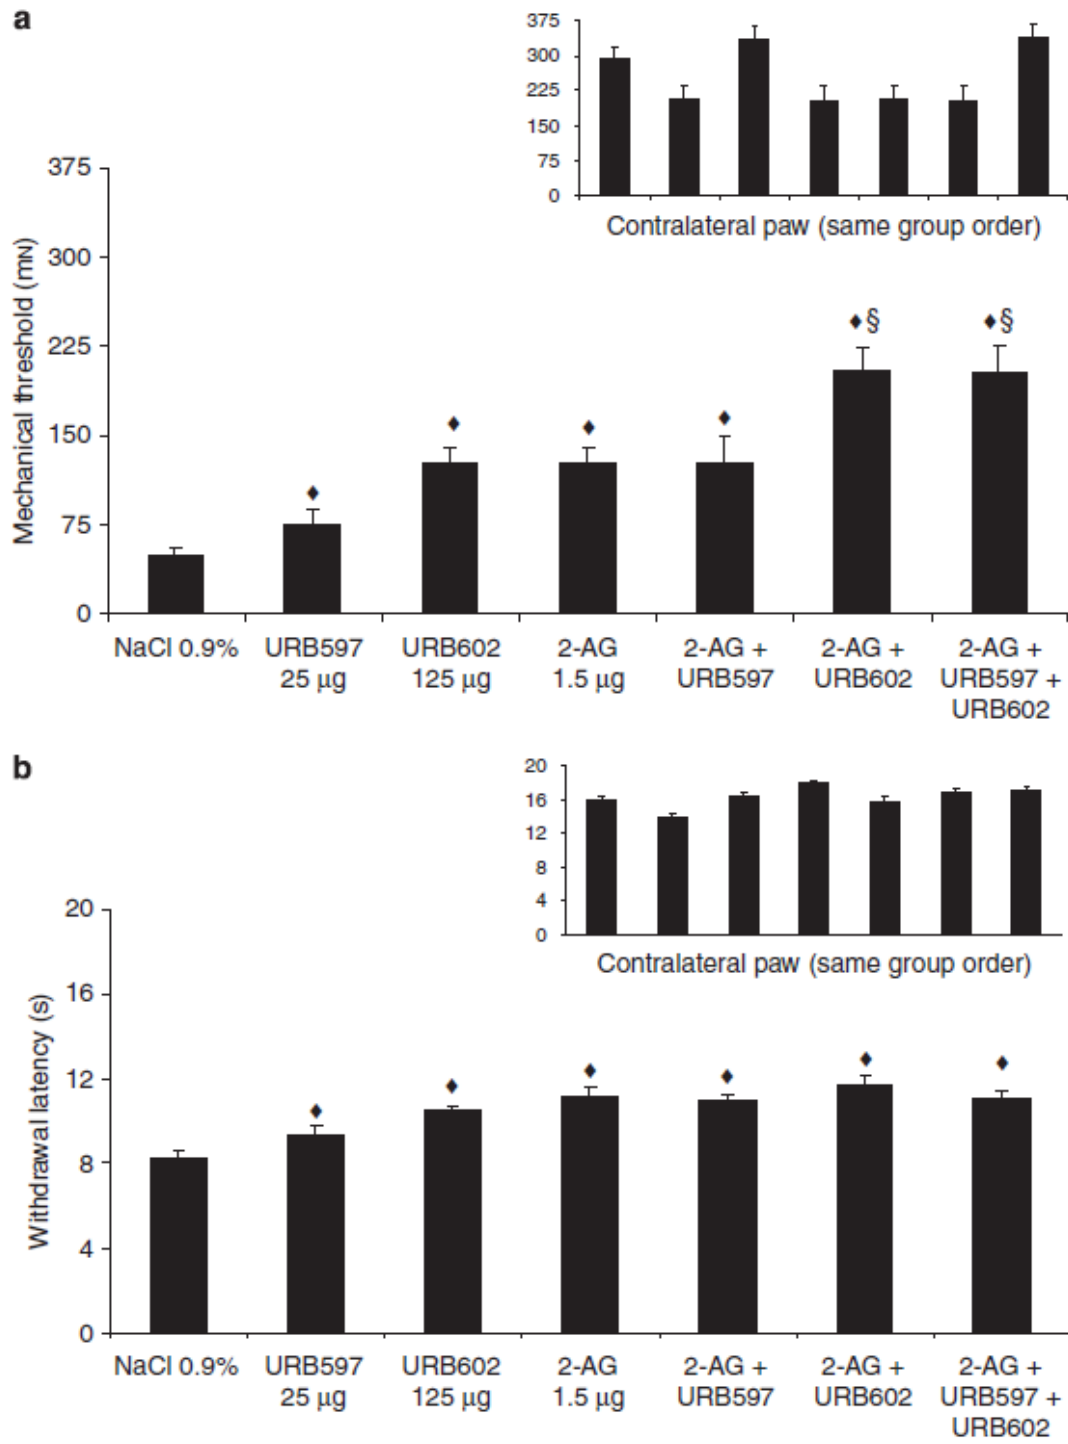 a
375
300
225
150
75
0
Contralateral paw (same group order)
375
300
225
150
75
0
Mechanical threshold (mN)
♦
♦
♦
♦
♦§
♦§
NaCl 0.9%
URB597
25 µg
URB602
125 µg
2-AG
1.5 µg
2-AG +
URB597
2-AG +
URB602
2-AG +
URB597 +
URB602
b
20
16
12
8
4
0
Contralateral paw (same group order)
20
16
12
8
4
0
Withdrawal latency (s)
♦
♦
♦
♦
♦
♦
NaCl 0.9%
URB597
25 µg
URB602
125 µg
2-AG
1.5 µg
2-AG +
URB597
2-AG +
URB602
2-AG +
URB597 +
URB602